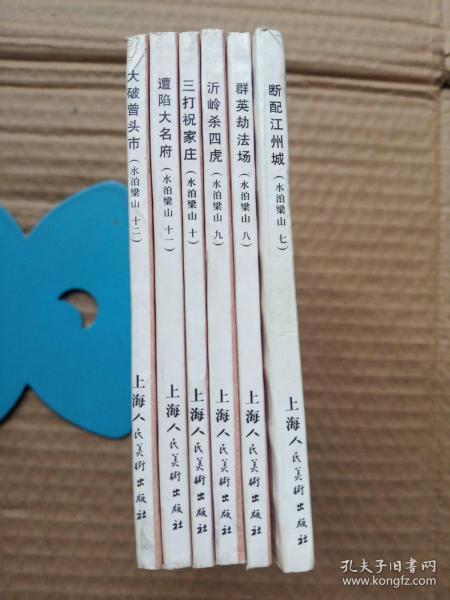 大破曾头市（水泊梁山 十二）
上海人民美術出版社
遭陷大名府（水泊梁山 十一）
上海人民美術出版社
三打祝家庄（水泊梁山 十）
上海人民美術出版社
沂岭杀四虎（水泊梁山 九）
上海人民美術出版社
群英劫法场（水泊梁山 八）
上海人民美術出版社
断配江州城（水泊梁山 七）
上海人民美術出版社
孔夫子旧书网
www.kongfz.com